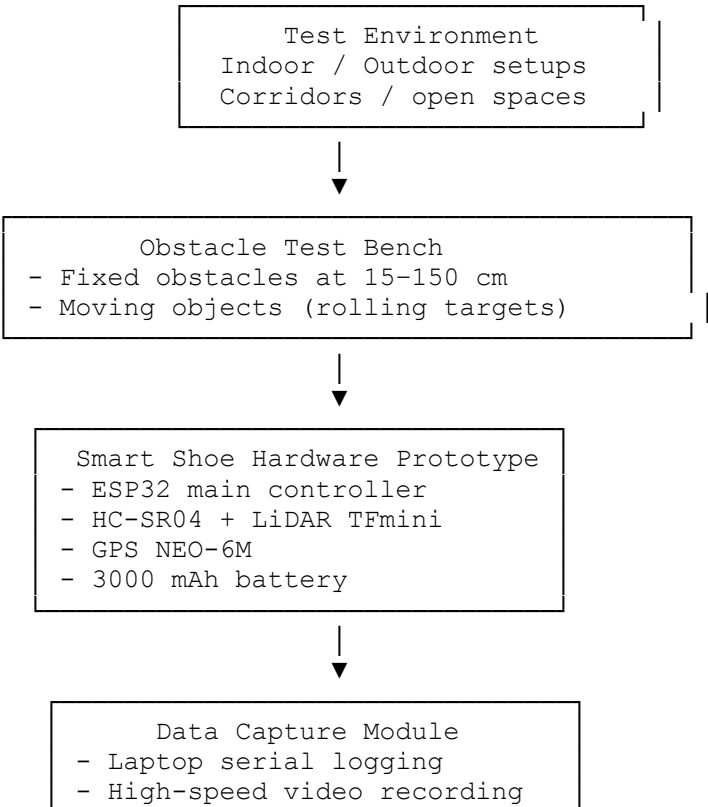 Test Environment
Indoor / Outdoor setups
Corridors / open spaces
Obstacle Test Bench
- Fixed obstacles at 15–150 cm
- Moving objects (rolling targets)
Smart Shoe Hardware Prototype
- ESP32 main controller
- HC-SR04 + LiDAR TFmini
- GPS NEO-6M
- 3000 mAh battery
Data Capture Module
- Laptop serial logging
- High-speed video recording